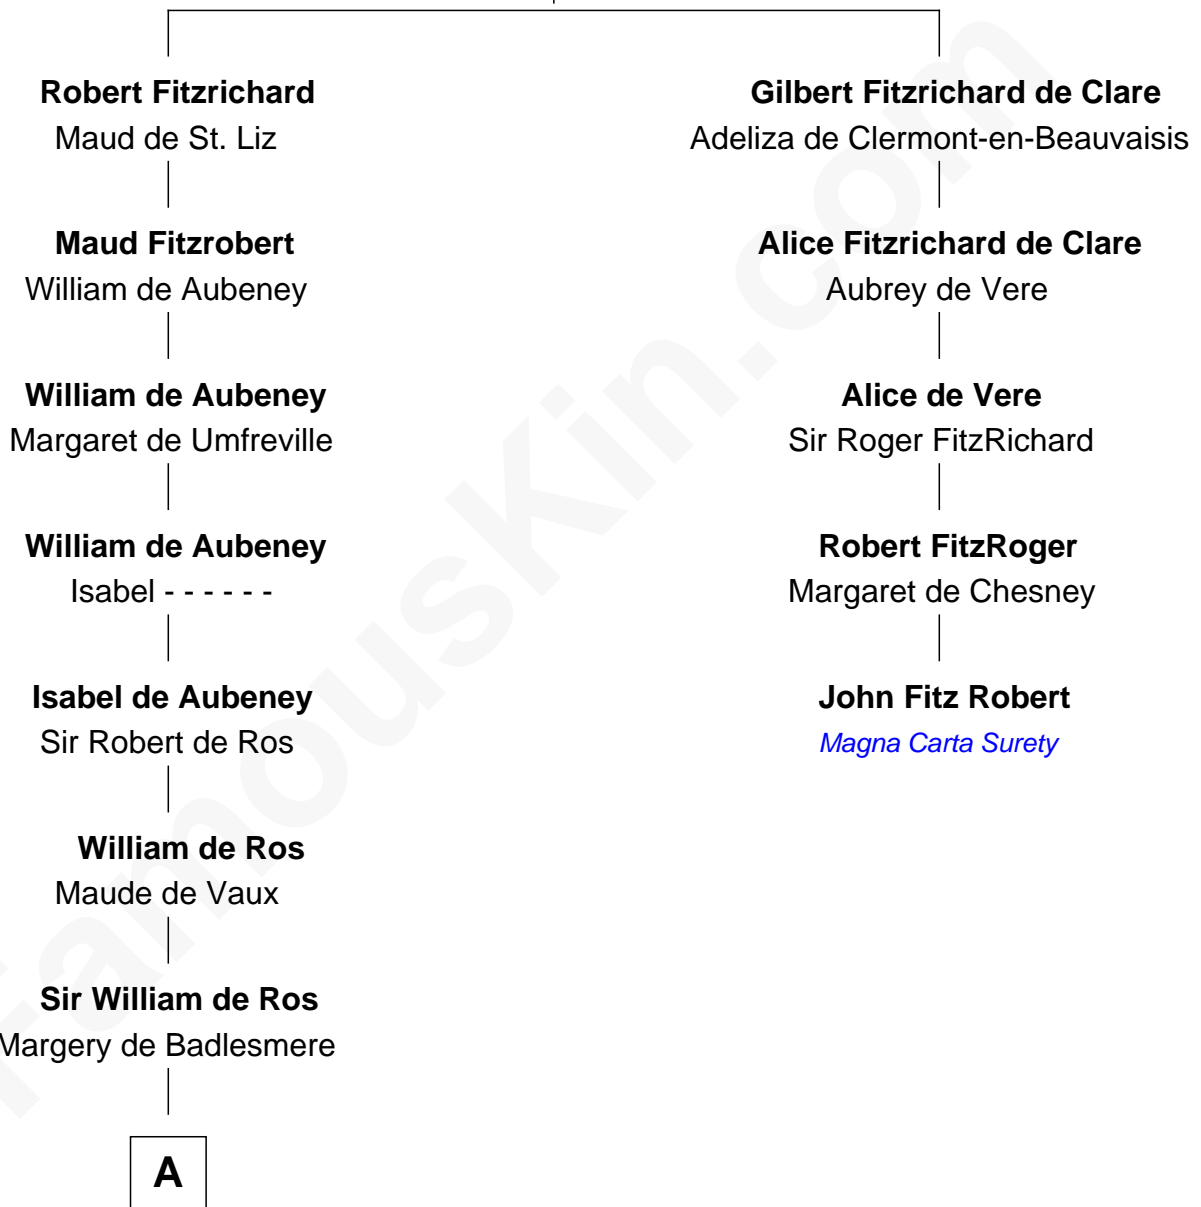 Robert Fitzrichard
Maud de St. Liz
Maud Fitzrobert
William de Aubeney
William de Aubeney
Margaret de Umfreville
William de Aubeney
Isabel - - - - - -
Isabel de Aubeney
Sir Robert de Ros
William de Ros
Maude de Vaux
Sir William de Ros
Margery de Badlesmere
A
Gilbert Fitzrichard de Clare
Adeliza de Clermont-en-Beauvaisis
Alice Fitzrichard de Clare
Aubrey de Vere
Alice de Vere
Sir Roger FitzRichard
Robert FitzRoger
Margaret de Chesney
John Fitz Robert
Magna Carta Surety
FamousKin.com